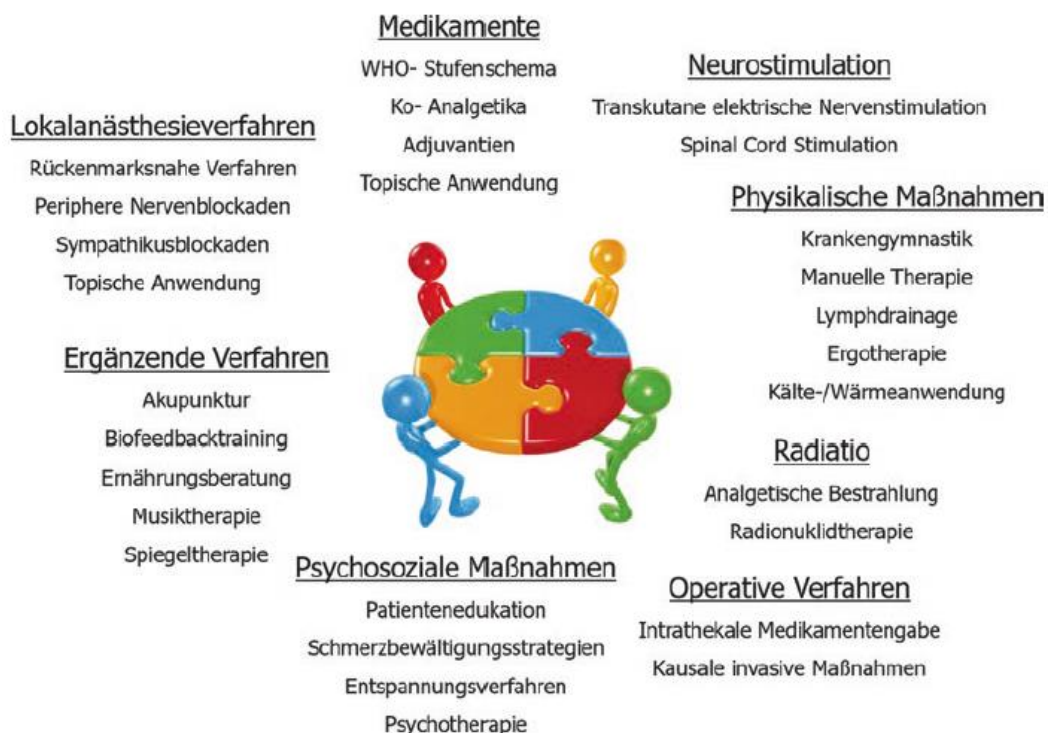 Medikamente
WHO- Stufenschema
Ko- Analgetika
Adjuvantien
Topische Anwendung
Neurostimulation
Transkutane elektrische Nervenstimulation
Spinal Cord Stimulation
Lokalanästhesieverfahren
Rückenmarksnahe Verfahren
Periphere Nervenblockaden
Sympathikusblockaden
Topische Anwendung
Physikalische Maßnahmen
Krankengymnastik
Manuelle Therapie
Lymphdrainage
Ergotherapie
Kälte-/Wärmeanwendung
Ergänzende Verfahren
Akupunktur
Biofeedbacktraining
Ernährungsberatung
Musiktherapie
Spiegeltherapie
Radiatio
Analgetische Bestrahlung
Radionuklidtherapie
Psychosoziale Maßnahmen
Patientenedukation
Schmerzbewältigungsstrategien
Entspannungsverfahren
Psychotherapie
Operative Verfahren
Intrathekale Medikamentengabe
Kausale invasive Maßnahmen